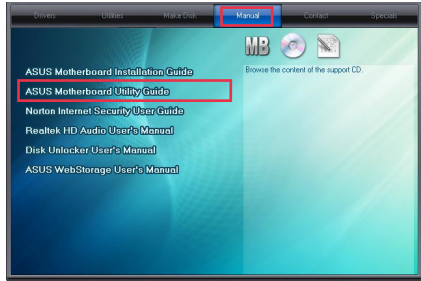 Drivers Utilities Make Disk Manual Contact Specials
MB
Browse the content of the support CD.
ASUS Motherboard Installation Guide
ASUS Motherboard Utility Guide
Norton Internet Security User Guide
Realtek HD Audio User's Manual
Disk Unlocker User's Manual
ASUS WebStorage User's Manual